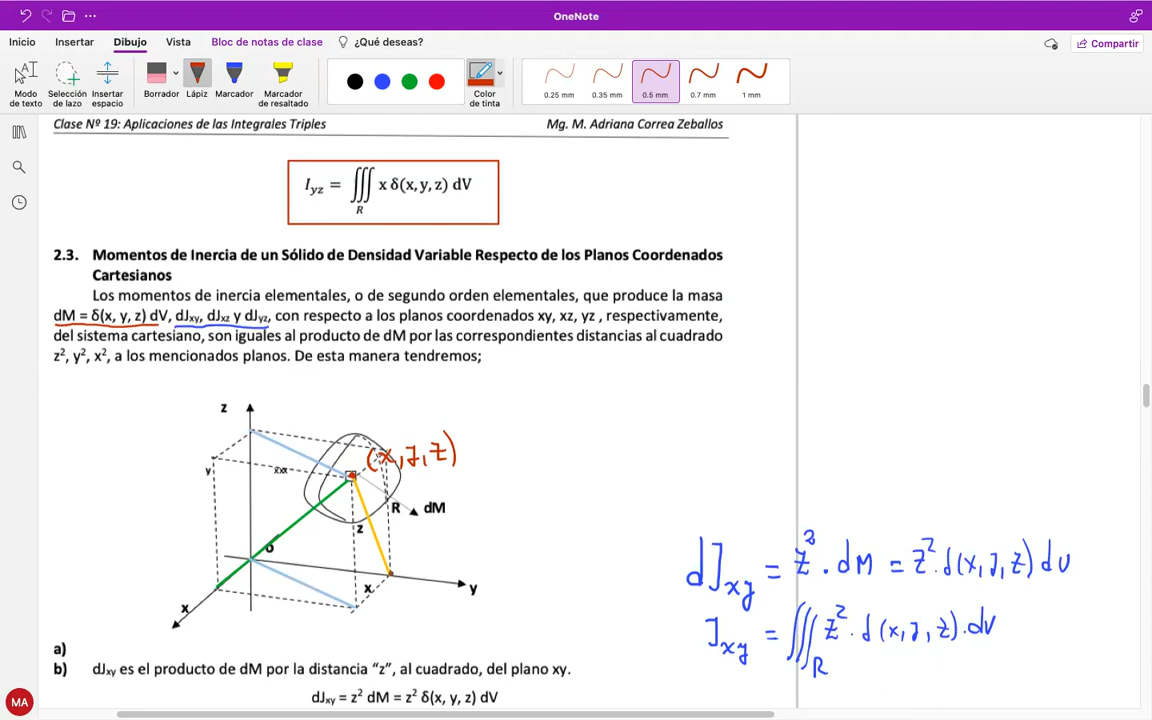 OneNote
Inicio Insertar Dibujo Vista Bloc de notas de clase ¿Qué deseas? Compartir
Modo de texto
Selección de lazo
Insertar espacio
Borrador
Lápiz
Marcador
Marcador de resaltado
Color de tinta
0.25 mm 0.35 mm 0.5 mm 0.7 mm 1 mm
Clase Nº 19: Aplicaciones de las Integrales Triples Mg. M. Adriana Correa Zeballos
I_yz = ∭_R x δ(x, y, z) dV
2.3. Momentos de Inercia de un Sólido de Densidad Variable Respecto de los Planos Coordenados
Cartesianos
Los momentos de inercia elementales, o de segundo orden elementales, que produce la masa
dM = δ(x, y, z) dV, dJxy, dJxz y dJyz, con respecto a los planos coordenados xy, xz, yz , respectivamente,
del sistema cartesiano, son iguales al producto de dM por las correspondientes distancias al cuadrado
z², y², x², a los mencionados planos. De esta manera tendremos;
z
(x, y, z)
y
xxx
R dM
z
o
x
y
x
dJxy = z² . dM = z² . δ(x, y, z) dv
Jxy = ∭_R z² . δ(x, y, z) . dv
a)
b) dJxy es el producto de dM por la distancia “z”, al cuadrado, del plano xy.
dJxy = z² dM = z² δ(x, y, z) dV
MA